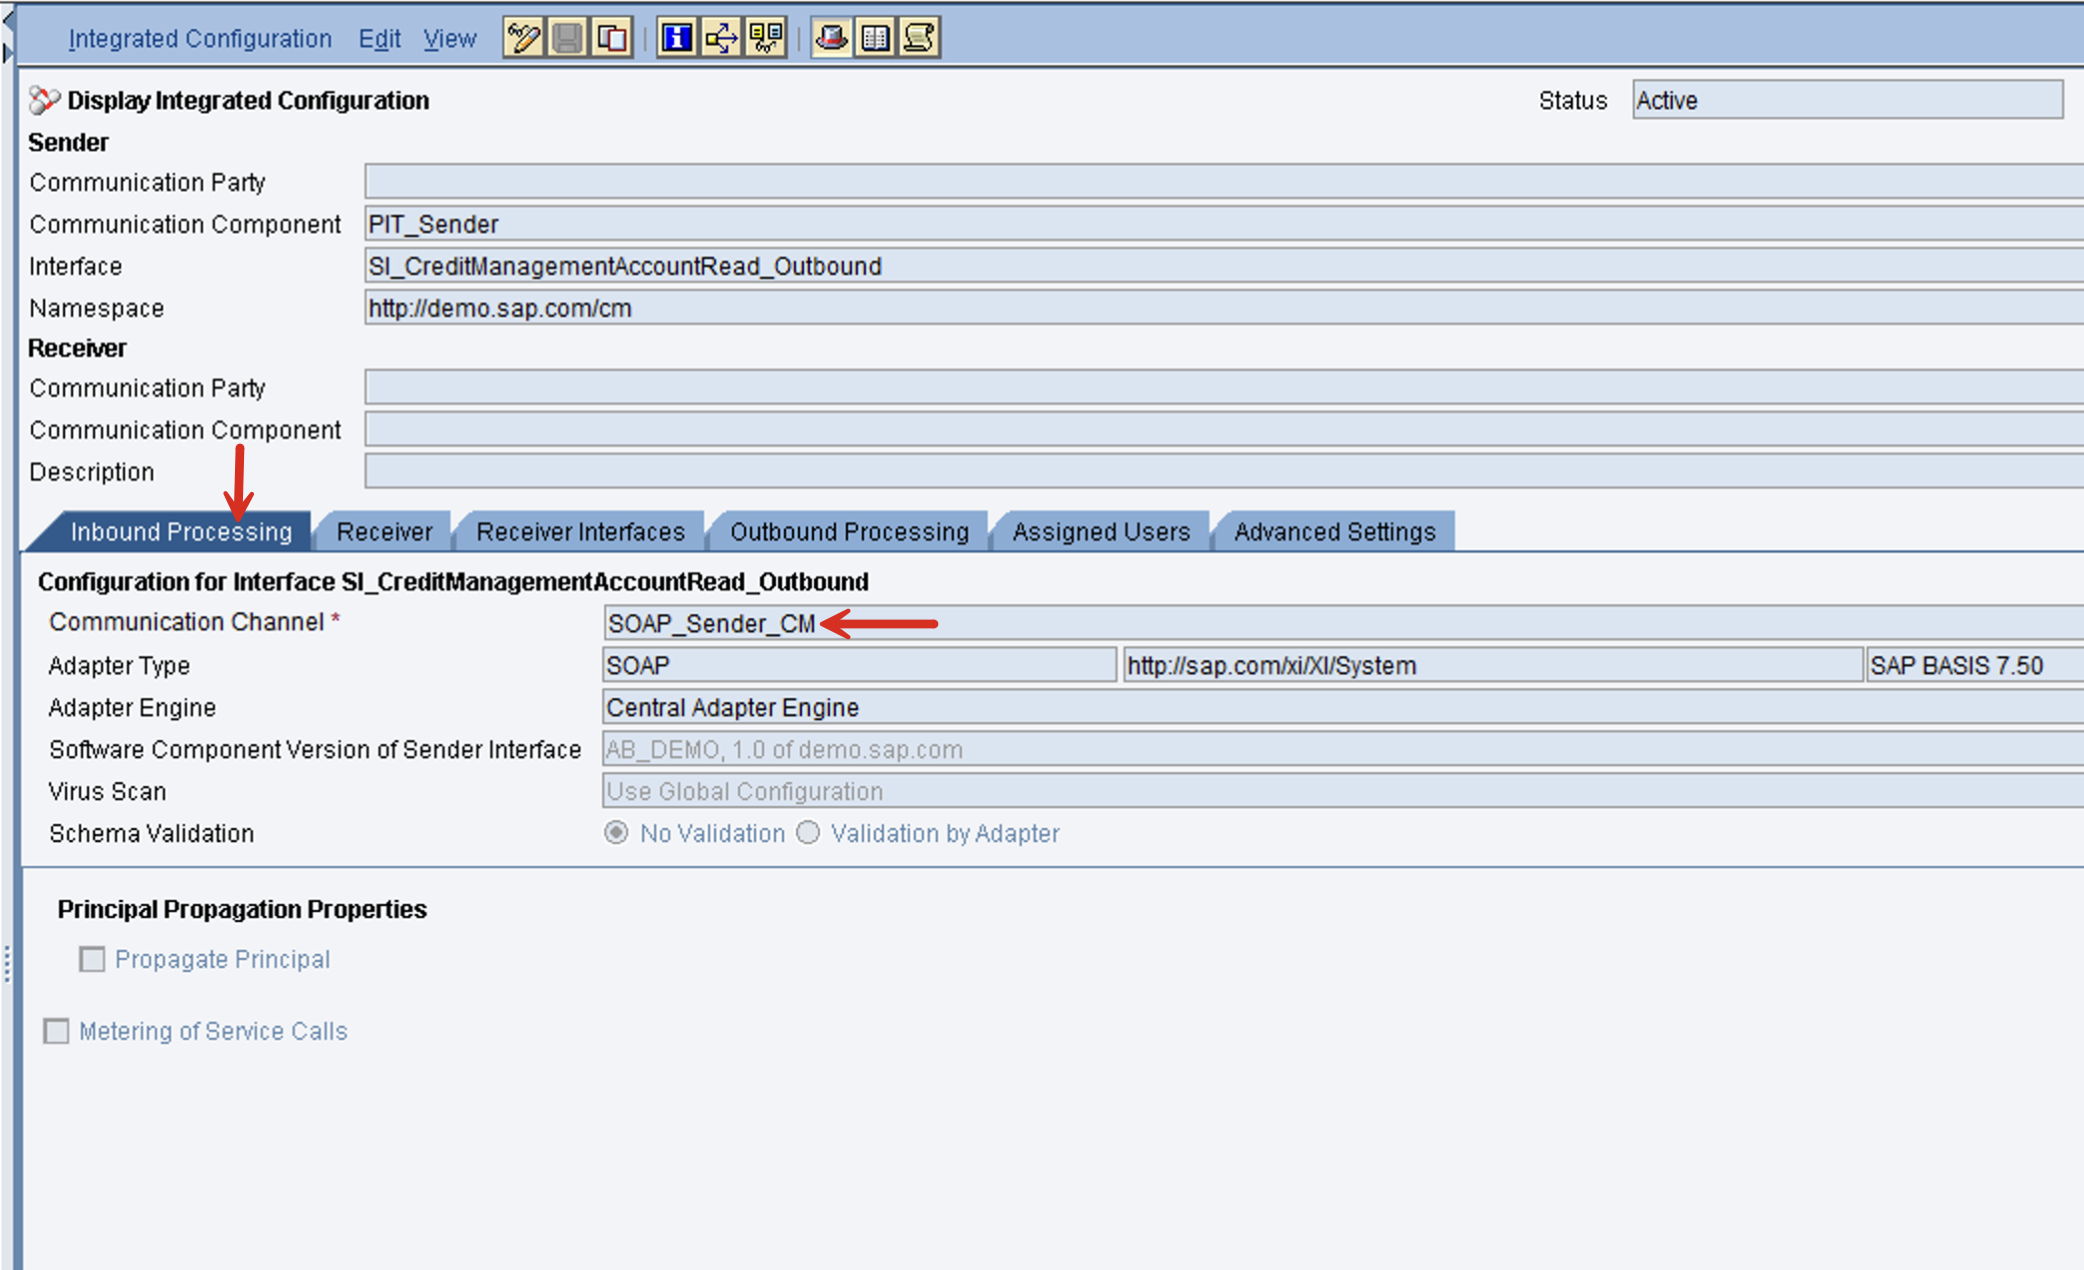 Integrated Configuration Edit View
Display Integrated Configuration Status Active
Sender
Communication Party
Communication Component PIT_Sender
Interface SI_CreditManagementAccountRead_Outbound
Namespace http://demo.sap.com/cm
Receiver
Communication Party
Communication Component
Description
Inbound Processing Receiver Receiver Interfaces Outbound Processing Assigned Users Advanced Settings
Configuration for Interface SI_CreditManagementAccountRead_Outbound
Communication Channel * SOAP_Sender_CM
Adapter Type SOAP http://sap.com/xi/XI/System SAP BASIS 7.50
Adapter Engine Central Adapter Engine
Software Component Version of Sender Interface AB_DEMO, 1.0 of demo.sap.com
Virus Scan Use Global Configuration
Schema Validation No Validation Validation by Adapter
Principal Propagation Properties
Propagate Principal
Metering of Service Calls